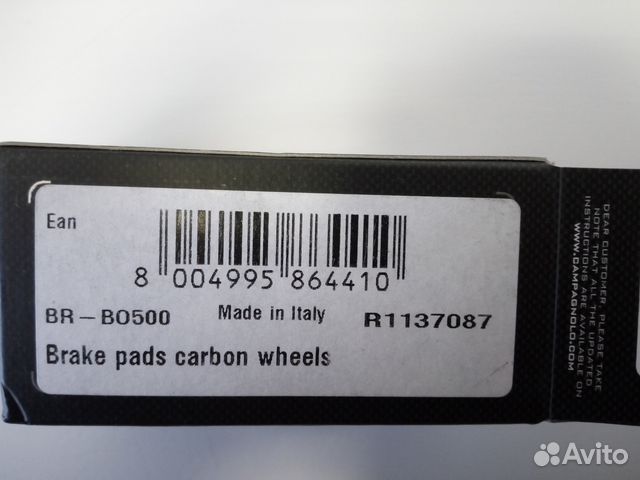 Ean
8 004995 864410
BR-BO500 Made in Italy R1137087
Brake pads carbon wheels
DEAR CUSTOMER, PLEASE TAKE
NOTE THAT ALL THE UPDATED
INSTRUCTIONS ARE AVAILABLE ON
WWW.CAMPAGNOLO.COM
Avito